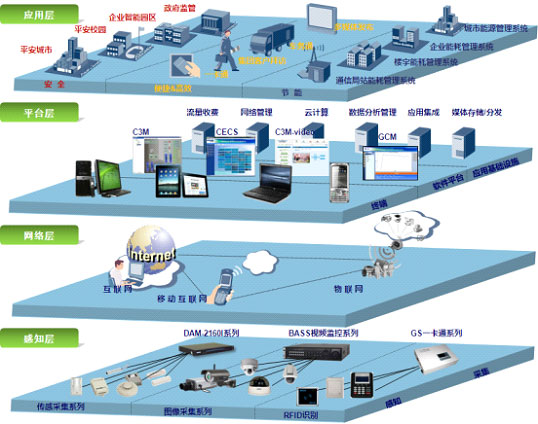 应用层
平安城市
平安校园
企业智能园区
政府监管
安 全
一卡通
便捷&高效
节 能
城市能源管理系统
企业能耗管理系统
楼宇能耗管理系统
通信局站能耗管理系统
平台层
流量收费
网络管理
云计算
数据分析管理
应用集成
媒体存储/分发
C3M
CECS
C3M-video
GCM
终端
软件平台
应用基础设施
网络层
Internet
互联网
移动互联网
物联网
感知层
DAM-2160I系列
BASS视频监控系列
GS一卡通系列
传感采集系列
图像采集系列
RFID识别
感知
采集